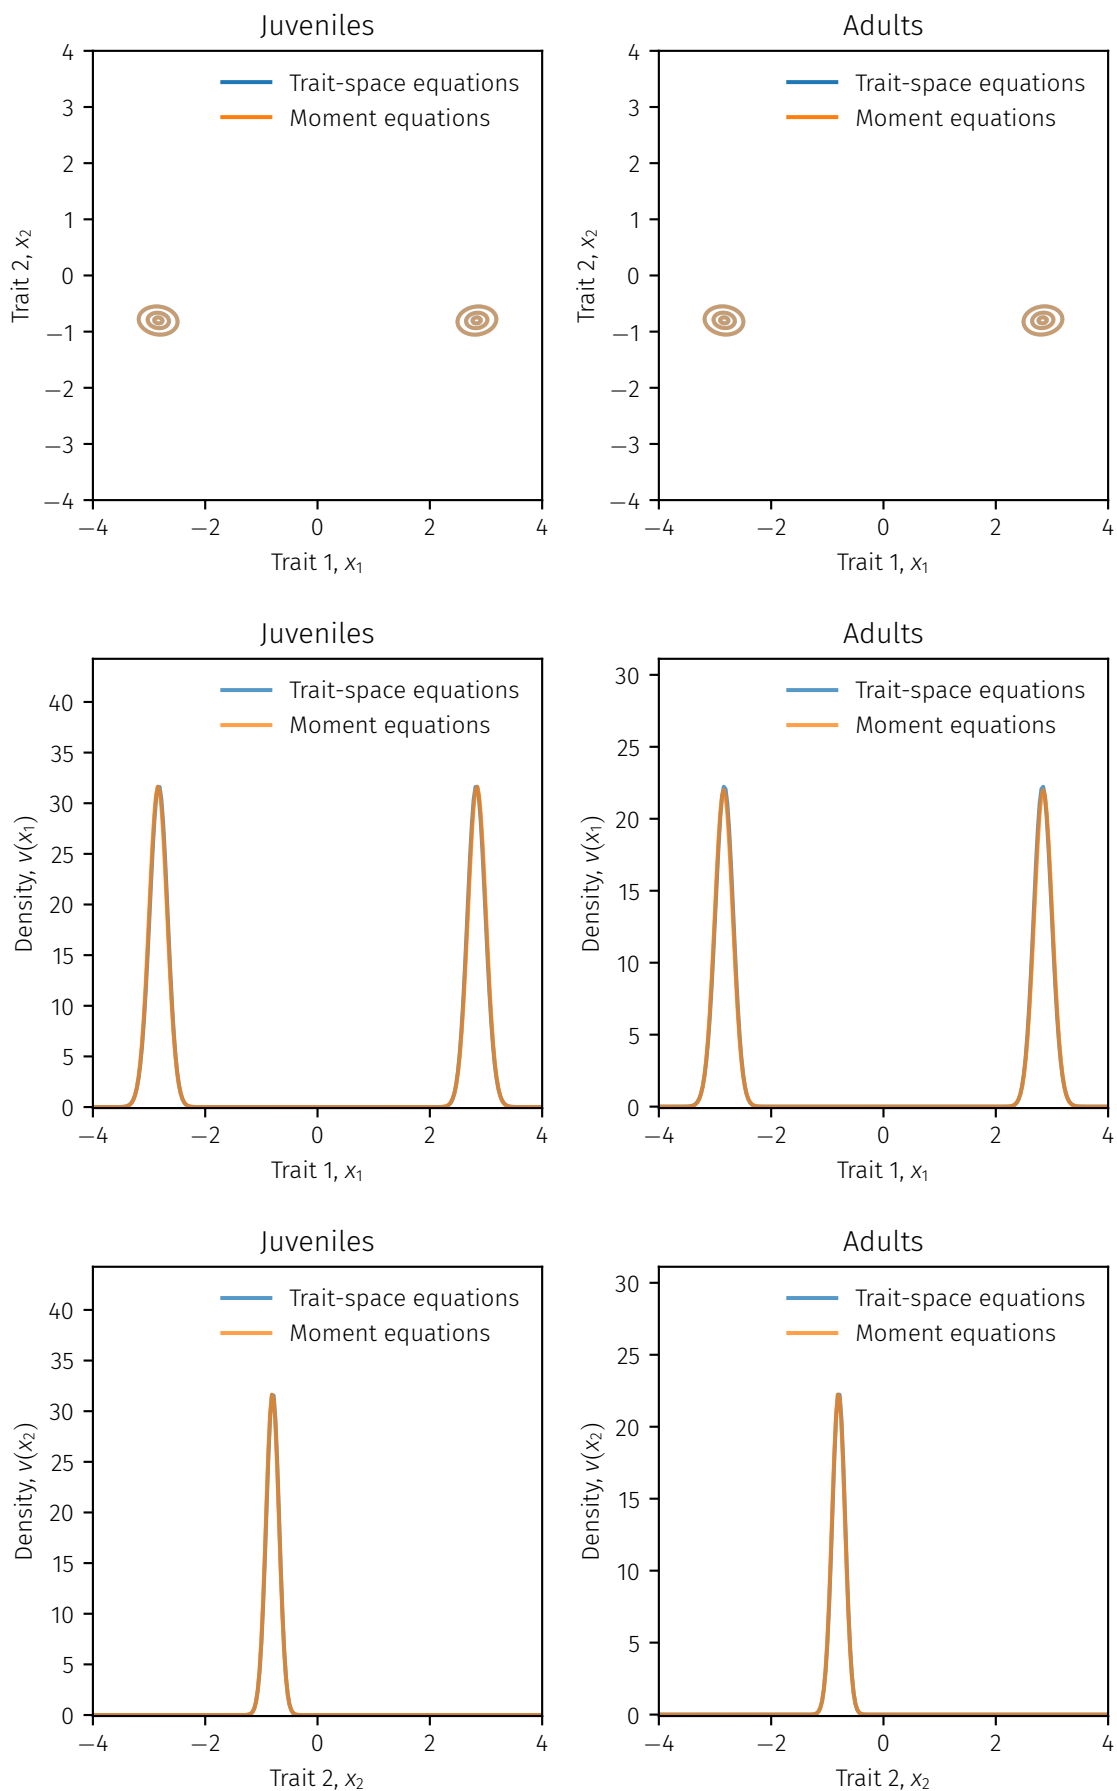 Juveniles
Adults
4
3
2
1
0
−1
−2
−3
−4
Trait 2, x2
Trait-space equations
Moment equations
−4 −2 0 2 4
Trait 1, x1
4
3
2
1
0
−1
−2
−3
−4
Trait 2, x2
Trait-space equations
Moment equations
−4 −2 0 2 4
Trait 1, x1
Juveniles
40
35
30
25
20
15
10
5
0
Density, v(x1)
Trait-space equations
Moment equations
−4 −2 0 2 4
Trait 1, x1
Adults
30
25
20
15
10
5
0
Density, v(x1)
Trait-space equations
Moment equations
−4 −2 0 2 4
Trait 1, x1
Juveniles
40
35
30
25
20
15
10
5
0
Density, v(x2)
Trait-space equations
Moment equations
−4 −2 0 2 4
Trait 2, x2
Adults
30
25
20
15
10
5
0
Density, v(x2)
Trait-space equations
Moment equations
−4 −2 0 2 4
Trait 2, x2